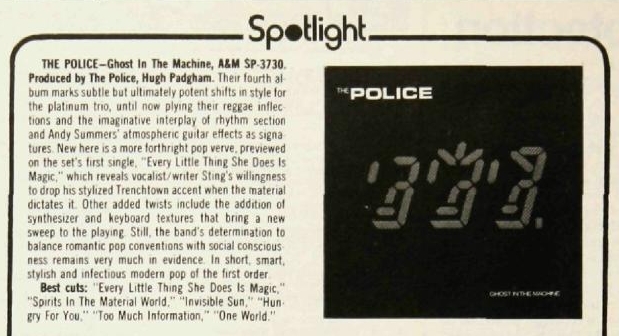 Spotlight
THE POLICE—Ghost In The Machine, A&M SP-3730.
Produced by The Police, Hugh Padgham. Their fourth al-
bum marks subtle but ultimately potent shifts in style for
the platinum trio, until now plying their reggae inflec-
tions and the imaginative interplay of rhythm section
and Andy Summers' atmospheric guitar effects as signa-
tures. New here is a more forthright pop verve, previewed
on the set's first single, "Every Little Thing She Does Is
Magic," which reveals vocalist/writer Sting's willingness
to drop his stylized Trenchtown accent when the material
dictates it. Other added twists include the addition of
synthesizer and keyboard textures that bring a new
sweep to the playing. Still, the band's determination to
balance romantic pop conventions with social conscious-
ness remains very much in evidence. In short, smart,
stylish and infectious modern pop of the first order.
Best cuts: "Every Little Thing She Does Is Magic,"
"Spirits In The Material World," "Invisible Sun," "Hun-
gry For You," "Too Much Information," "One World."
THE POLICE
GHOST IN THE MACHINE